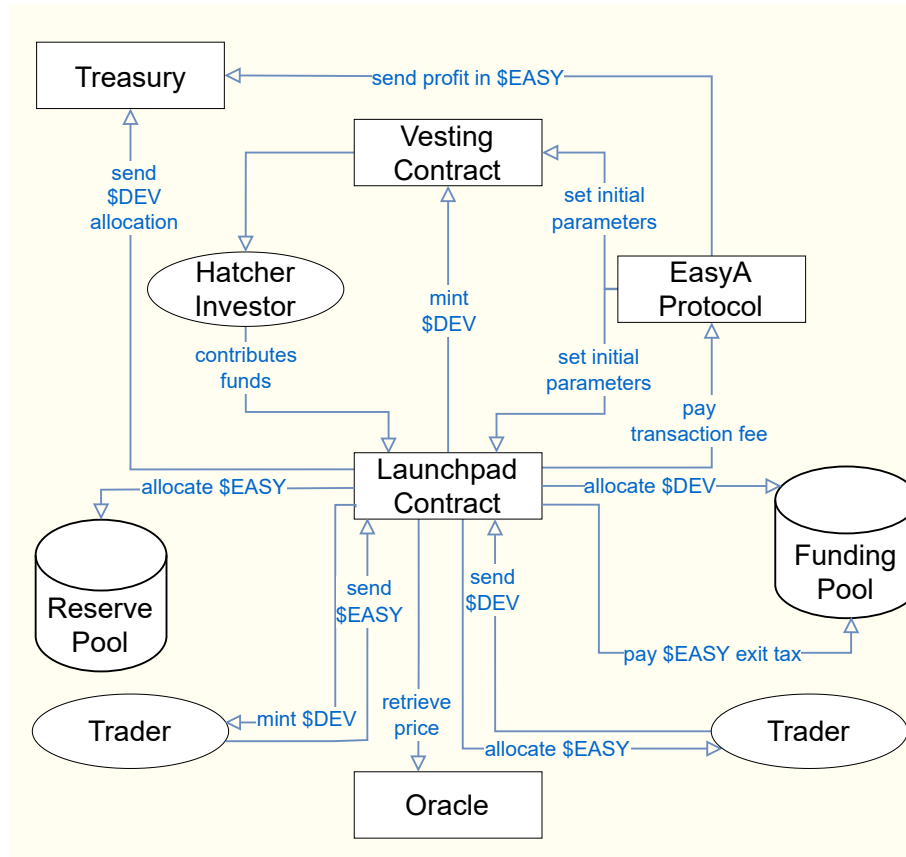 Treasury
send profit in $EASY
Vesting
Contract
send
$DEV
allocation
set initial
parameters
Hatcher
Investor
EasyA
Protocol
mint
$DEV
contributes
funds
set initial
parameters
pay
transaction fee
Launchpad
Contract
allocate $EASY
allocate $DEV
Reserve
Pool
send
$EASY
send
$DEV
Funding
Pool
pay $EASY exit tax
Trader
mint $DEV
retrieve
price
allocate $EASY
Trader
Oracle